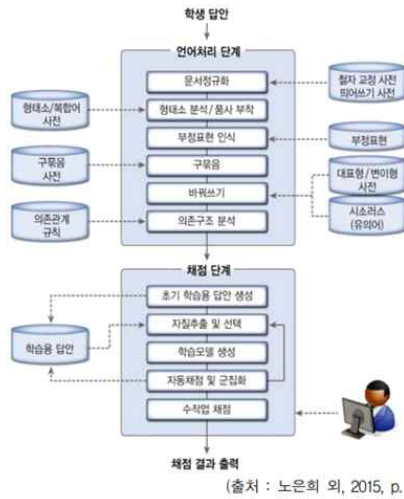 학생 답안
언어처리 단계
문서정규화
철자 교정 사전
띄어쓰기 사전
형태소/복합어
사전
형태소 분석/품사 부착
부정표현 인식
부정표현
구묶음
사전
구묶음
대표형/변이형
사전
바꿔쓰기
시소러스
(유의어)
의존관계
규칙
의존구조 분석
채점 단계
초기 학습용 답안 생성
자질추출 및 선택
학습용 답안
학습모델 생성
자동채점 및 군집화
수작업 채점
채점 결과 출력
(출처 : 노은희 외, 2015, p.